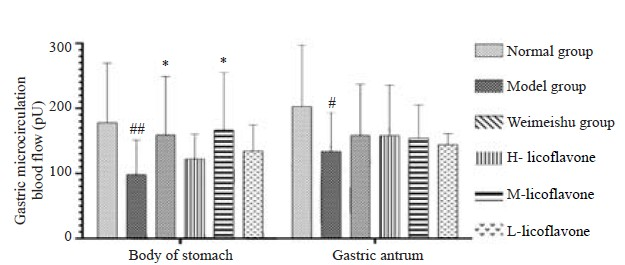 Gastric microcirculation
blood flow (pU)
300
200
100
0
##
*
*
#
Body of stomach
Gastric antrum
Normal group
Model group
Weimeishu group
H- licoflavone
M-licoflavone
L-licoflavone